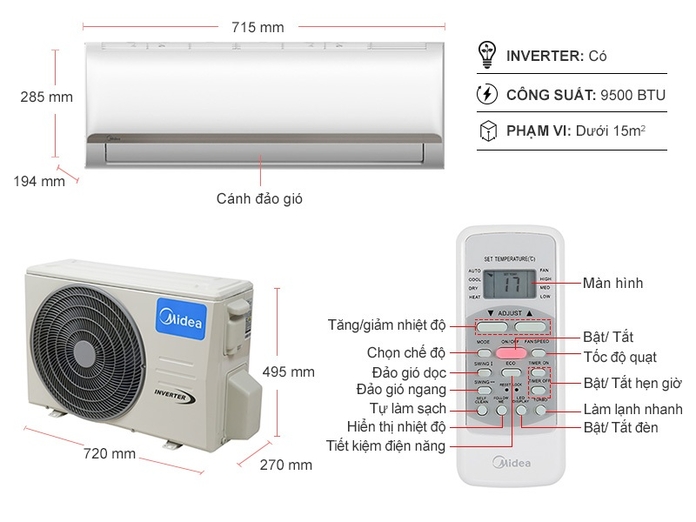 715 mm
285 mm
194 mm
Midea
Cánh đảo gió
INVERTER: Có
CÔNG SUẤT: 9500 BTU
PHẠM VI: Dưới 15m²
Midea
INVERTER
495 mm
720 mm
270 mm
SET TEMPERATURE(°C)
AUTO
COOL
DRY
HEAT
17
FAN
HIGH
MED
LOW
Màn hình
▼ ADJUST ▲
Tăng/giảm nhiệt độ
MODE
ON/OFF
FAN SPEED
Bật/ Tắt
Chọn chế độ
Tốc độ quạt
SWING
ECO
TIMER ON
Đảo gió dọc
Đảo gió ngang
SWING
RESET
LOCK
TIMER OFF
Bật/ Tắt hẹn giờ
SELF CLEAN
FOLLOW ME
LED DISPLAY
TURBO
Tự làm sạch
Làm lạnh nhanh
Hiển thị nhiệt độ
Bật/ Tắt đèn
Tiết kiệm điện năng
Midea